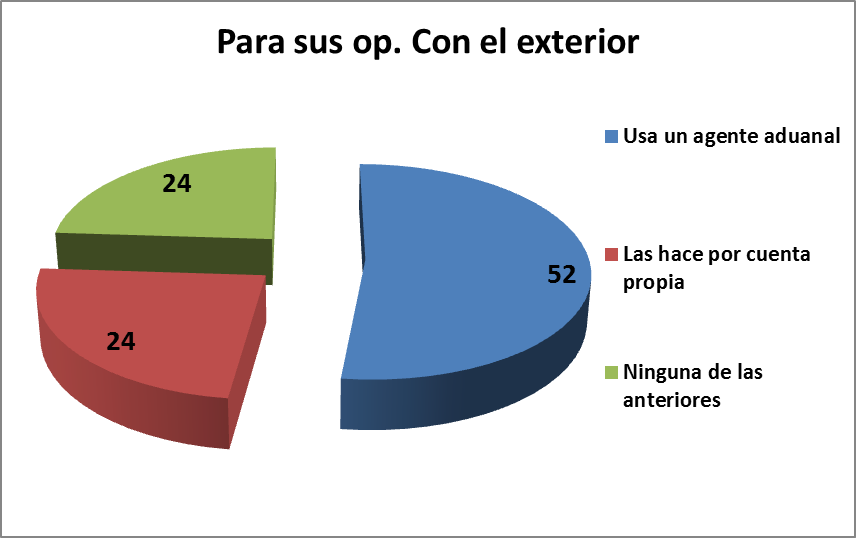 Para sus op. Con el exterior
24
52
24
Usa un agente aduanal
Las hace por cuenta
propia
Ninguna de las
anteriores